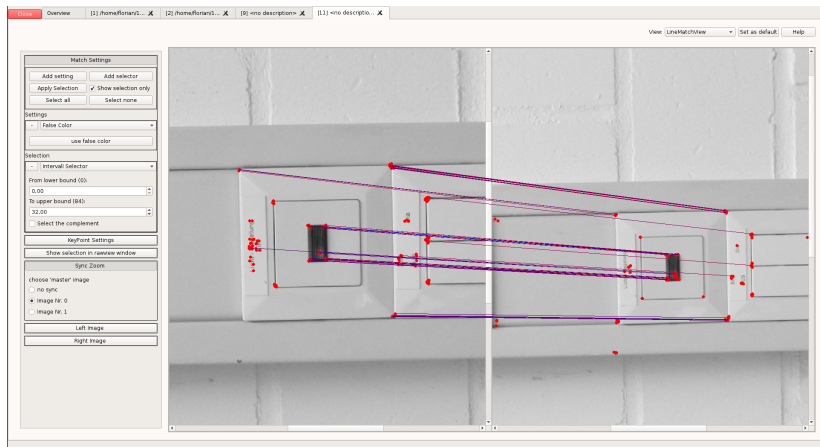 Close Overview [1] /home/florian/1... [2] /home/florian/1... [9] <no description> [11] <no descriptio...
View: LineMatchView Set as default Help
Match Settings
Add setting Add selector
Apply Selection Show selection only
Select all Select none
Settings
- False Color
use false color
Selection
- Intervall Selector
From lower bound (0):
0,00
To upper bound (84):
32,00
Select the complement
KeyPoint Settings
Show selection in rawview window
Sync Zoom
choose 'master' image
no sync
Image Nr. 0
Image Nr. 1
Left Image
Right Image